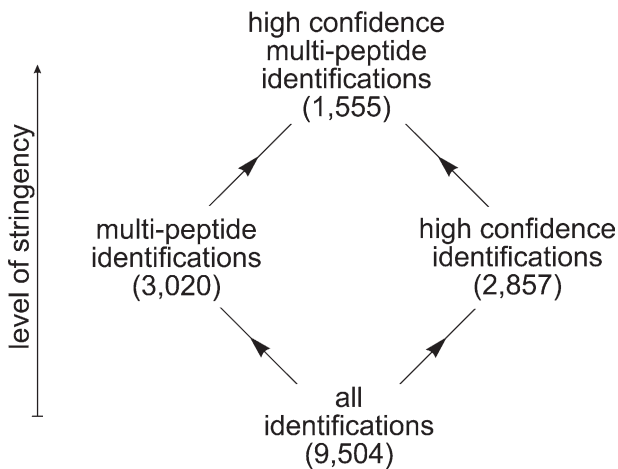 high confidence
multi-peptide
identifications
(1,555)
level of stringency
multi-peptide
identifications
(3,020)
high confidence
identifications
(2,857)
all
identifications
(9,504)